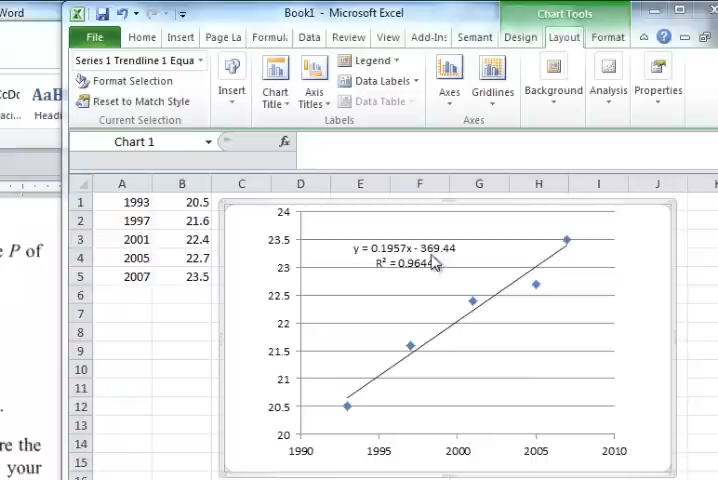 Word
Book1 - Microsoft Excel
Chart Tools
File Home Insert Page La Formul Data Review View Add-Ins Semant Design Layout Format
Series 1 Trendline 1 Equa
Format Selection
Reset to Match Style
Current Selection
Insert
Chart Title
Axis Titles
Legend
Data Labels
Data Table
Labels
Axes
Gridlines
Axes
Background
Analysis
Properties
Chart 1
fx
A B C D E F G H I J K
1 1993 20.5
2 1997 21.6
3 2001 22.4
4 2005 22.7
5 2007 23.5
6
7
8
9
10
11
12
13
14
15
24
23.5
23
22.5
22
21.5
21
20.5
20
y = 0.1957x - 369.44
R² = 0.9644
1990 1995 2000 2005 2010
P of
re the
your